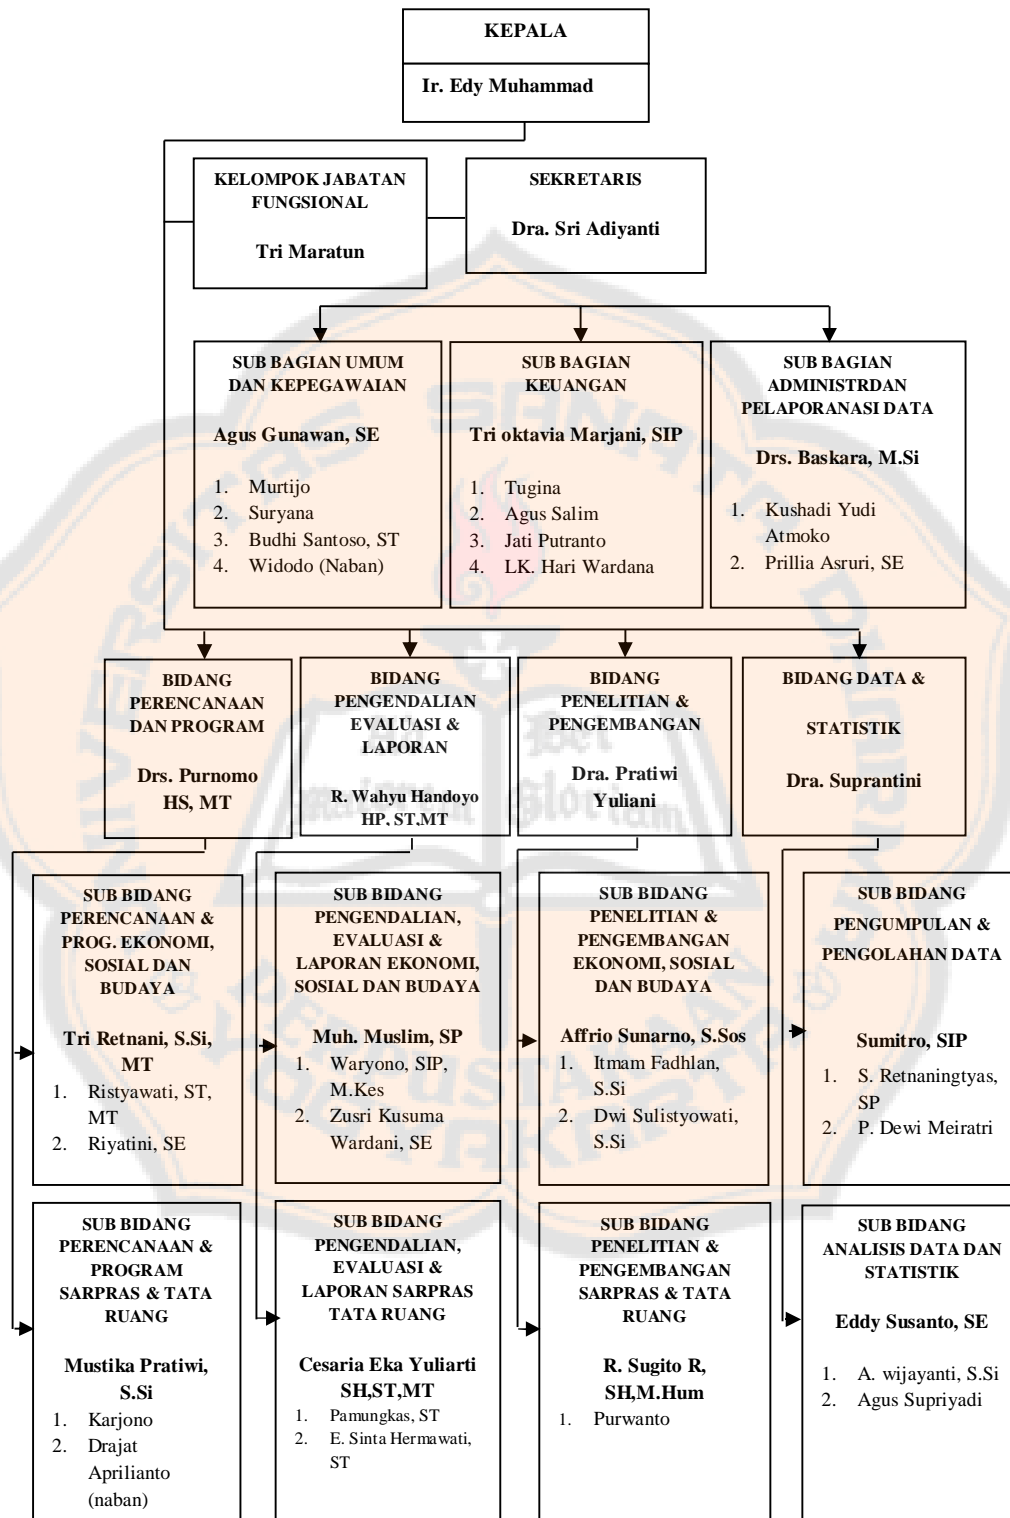 KEPALA
Ir. Edy Muhammad
KELOMPOK JABATAN
FUNGSIONAL
Tri Maratun
SEKRETARIS
Dra. Sri Adiyanti
SUB BAGIAN UMUM
DAN KEPEGAWAIAN
Agus Gunawan, SE
1. Murtijo
2. Suryana
3. Budhi Santoso, ST
4. Widodo (Naban)
SUB BAGIAN
KEUANGAN
Tri oktavia Marjani, SIP
1. Tugina
2. Agus Salim
3. Jati Putranto
4. LK. Hari Wardana
SUB BAGIAN
ADMINISTRDAN
PELAPORANASI DATA
Drs. Baskara, M.Si
1. Kushadi Yudi
Atmoko
2. Prillia Asruri, SE
BIDANG
PERENCANAAN
DAN PROGRAM
Drs. Purnomo
HS, MT
BIDANG
PENGENDALIAN
EVALUASI &
LAPORAN
R. Wahyu Handoyo
HP, ST,MT
BIDANG
PENELITIAN &
PENGEMBANGAN
Dra. Pratiwi
Yuliani
BIDANG DATA &
STATISTIK
Dra. Suprantini
SUB BIDANG
PERENCANAAN &
PROG. EKONOMI,
SOSIAL DAN
BUDAYA
Tri Retnani, S.Si,
MT
1. Ristyawati, ST,
MT
2. Riyatini, SE
SUB BIDANG
PENGENDALIAN,
EVALUASI &
LAPORAN EKONOMI,
SOSIAL DAN BUDAYA
Muh. Muslim, SP
1. Waryono, SIP,
M.Kes
2. Zusri Kusuma
Wardani, SE
SUB BIDANG
PENELITIAN &
PENGEMBANGAN
EKONOMI, SOSIAL
DAN BUDAYA
Affrio Sunarno, S.Sos
1. Itmam Fadhlan,
S.Si
2. Dwi Sulistyowati,
S.Si
SUB BIDANG
PENGUMPULAN &
PENGOLAHAN DATA
Sumitro, SIP
1. S. Retnaningtyas,
SP
2. P. Dewi Meiratri
SUB BIDANG
PERENCANAAN &
PROGRAM
SARPRAS & TATA
RUANG
Mustika Pratiwi,
S.Si
1. Karjono
2. Drajat
Aprilianto
(naban)
SUB BIDANG
PENGENDALIAN,
EVALUASI &
LAPORAN SARPRAS
TATA RUANG
Cesaria Eka Yuliarti
SH,ST,MT
1. Pamungkas, ST
2. E. Sinta Hermawati,
ST
SUB BIDANG
PENELITIAN &
PENGEMBANGAN
SARPRAS & TATA
RUANG
R. Sugito R,
SH,M.Hum
1. Purwanto
SUB BIDANG
ANALISIS DATA DAN
STATISTIK
Eddy Susanto, SE
1. A. wijayanti, S.Si
2. Agus Supriyadi
UNIVERSITAS SANATA DHARMA
Ad Dei
maiorem Gloriam
PERPUSTAKAAN
YOGYAKARTA